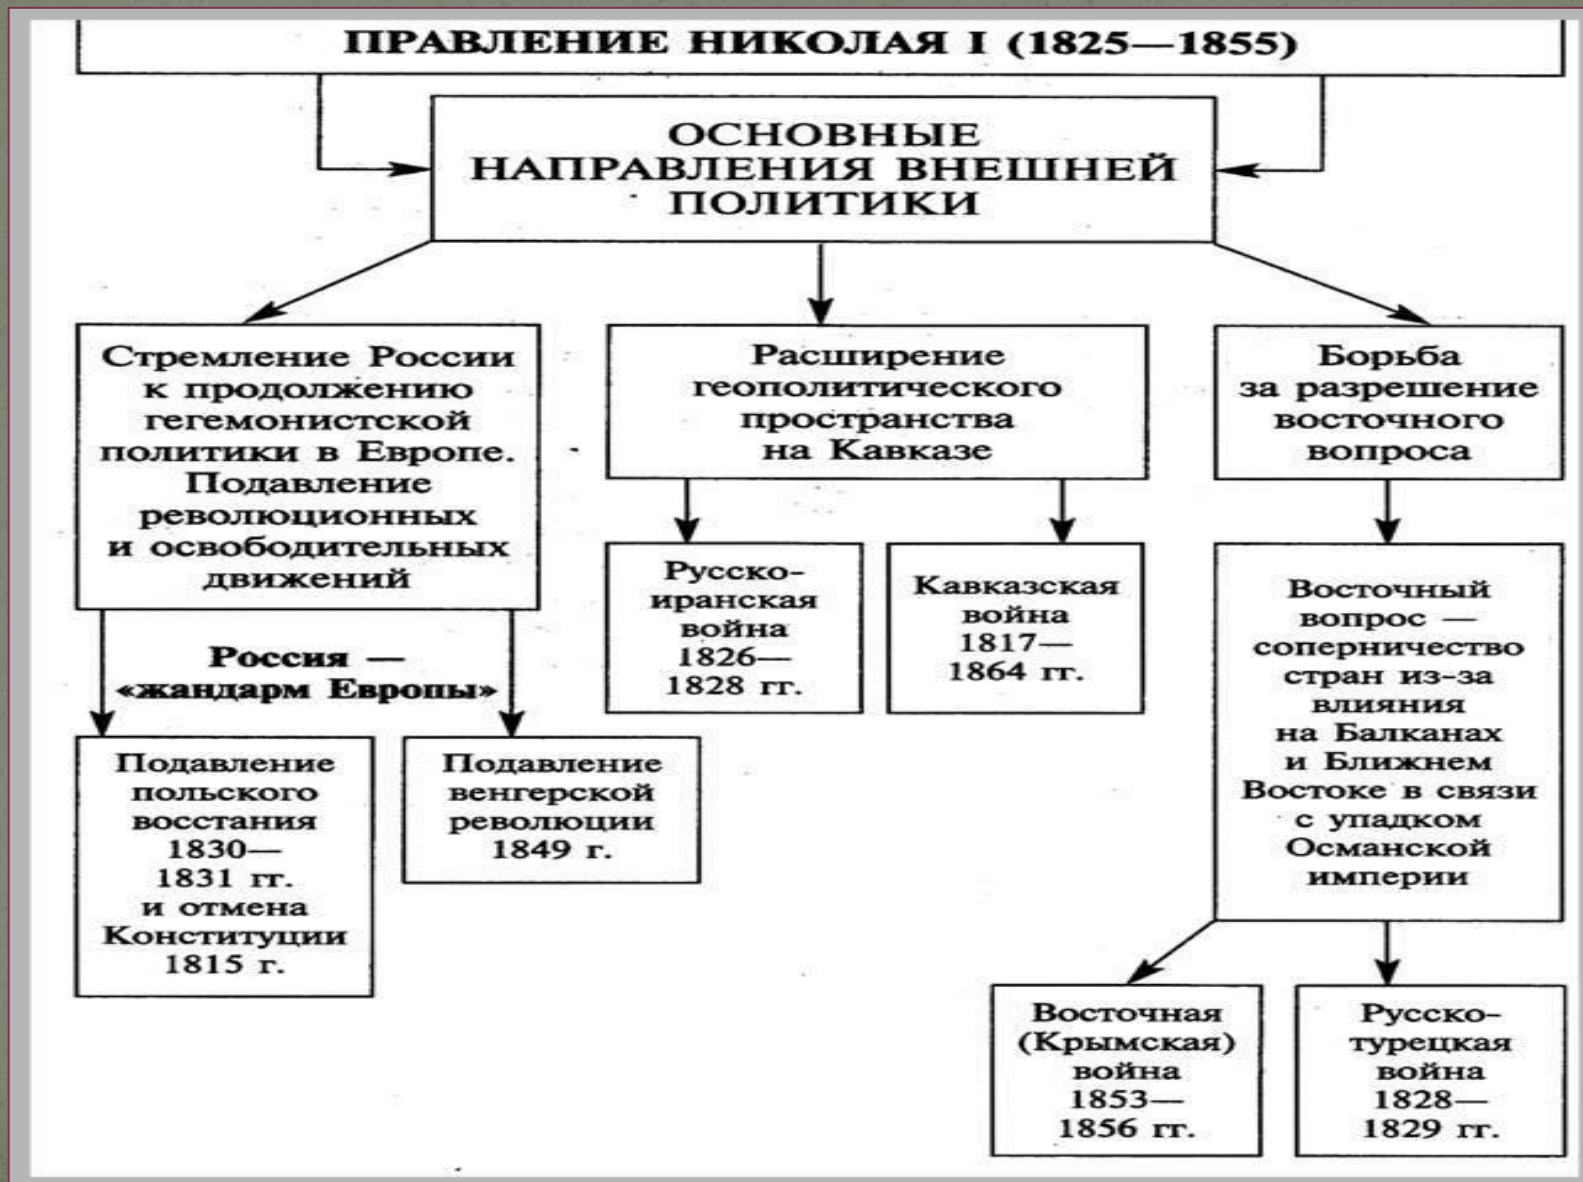 ПРАВЛЕНИЕ НИКОЛАЯ I (1825—1855)
ОСНОВНЫЕ
НАПРАВЛЕНИЯ ВНЕШНЕЙ
ПОЛИТИКИ
Стремление России
к продолжению
гегемонистской
политики в Европе.
Подавление
революционных
и освободительных
движений
Расширение
геополитического
пространства
на Кавказе
Борьба
за разрешение
восточного
вопроса
Россия —
«жандарм Европы»
Русско-
иранская
война
1826—
1828 гг.
Кавказская
война
1817—
1864 гг.
Восточный
вопрос —
соперничество
стран из-за
влияния
на Балканах
и Ближнем
Востоке в связи
с упадком
Османской
империи
Подавление
польского
восстания
1830—
1831 гг.
и отмена
Конституции
1815 г.
Подавление
венгерской
революции
1849 г.
Восточная
(Крымская)
война
1853—
1856 гг.
Русско-
турецкая
война
1828—
1829 гг.